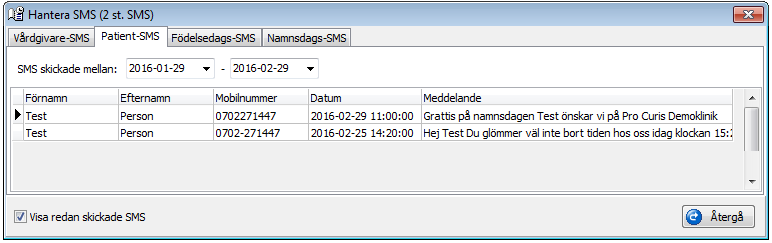 Hantera SMS (2 st. SMS)
Vårdgivare-SMS Patient-SMS Födelsedags-SMS Namnsdags-SMS
SMS skickade mellan: 2016-01-29 - 2016-02-29
Förnamn Efternamn Mobilnummer Datum Meddelande
Test Person 0702271447 2016-02-29 11:00:00 Grattis på namnsdagen Test önskar vi på Pro Curis Demoklinik
Test Person 0702-271447 2016-02-25 14:20:00 Hej Test Du glömmer väl inte bort tiden hos oss idag klockan 15:2
Visa redan skickade SMS
Återgå